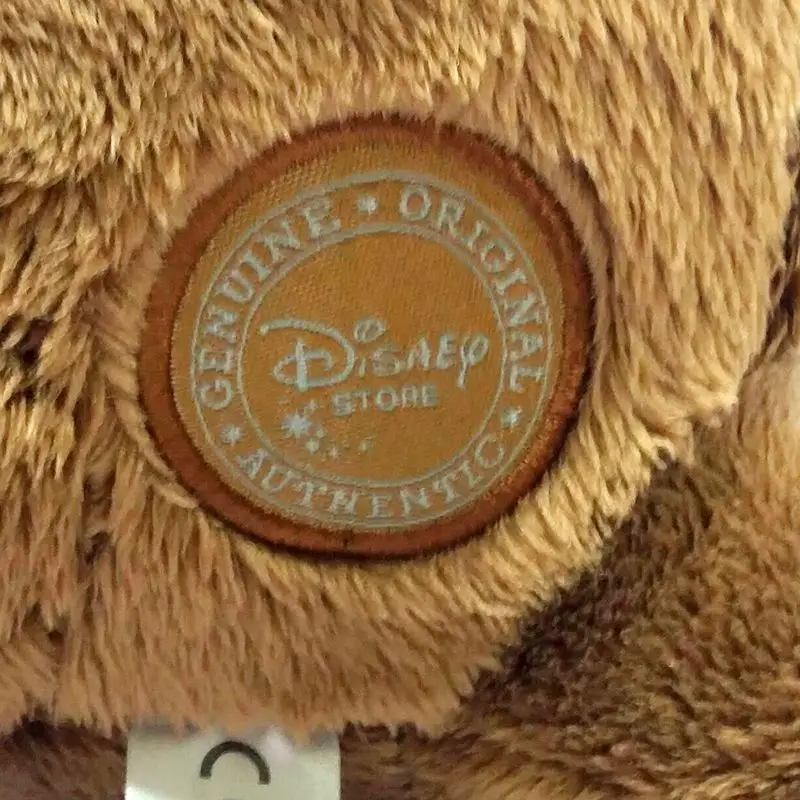 GENUINE * ORIGINAL * AUTHENTIC *
Disney
STORE